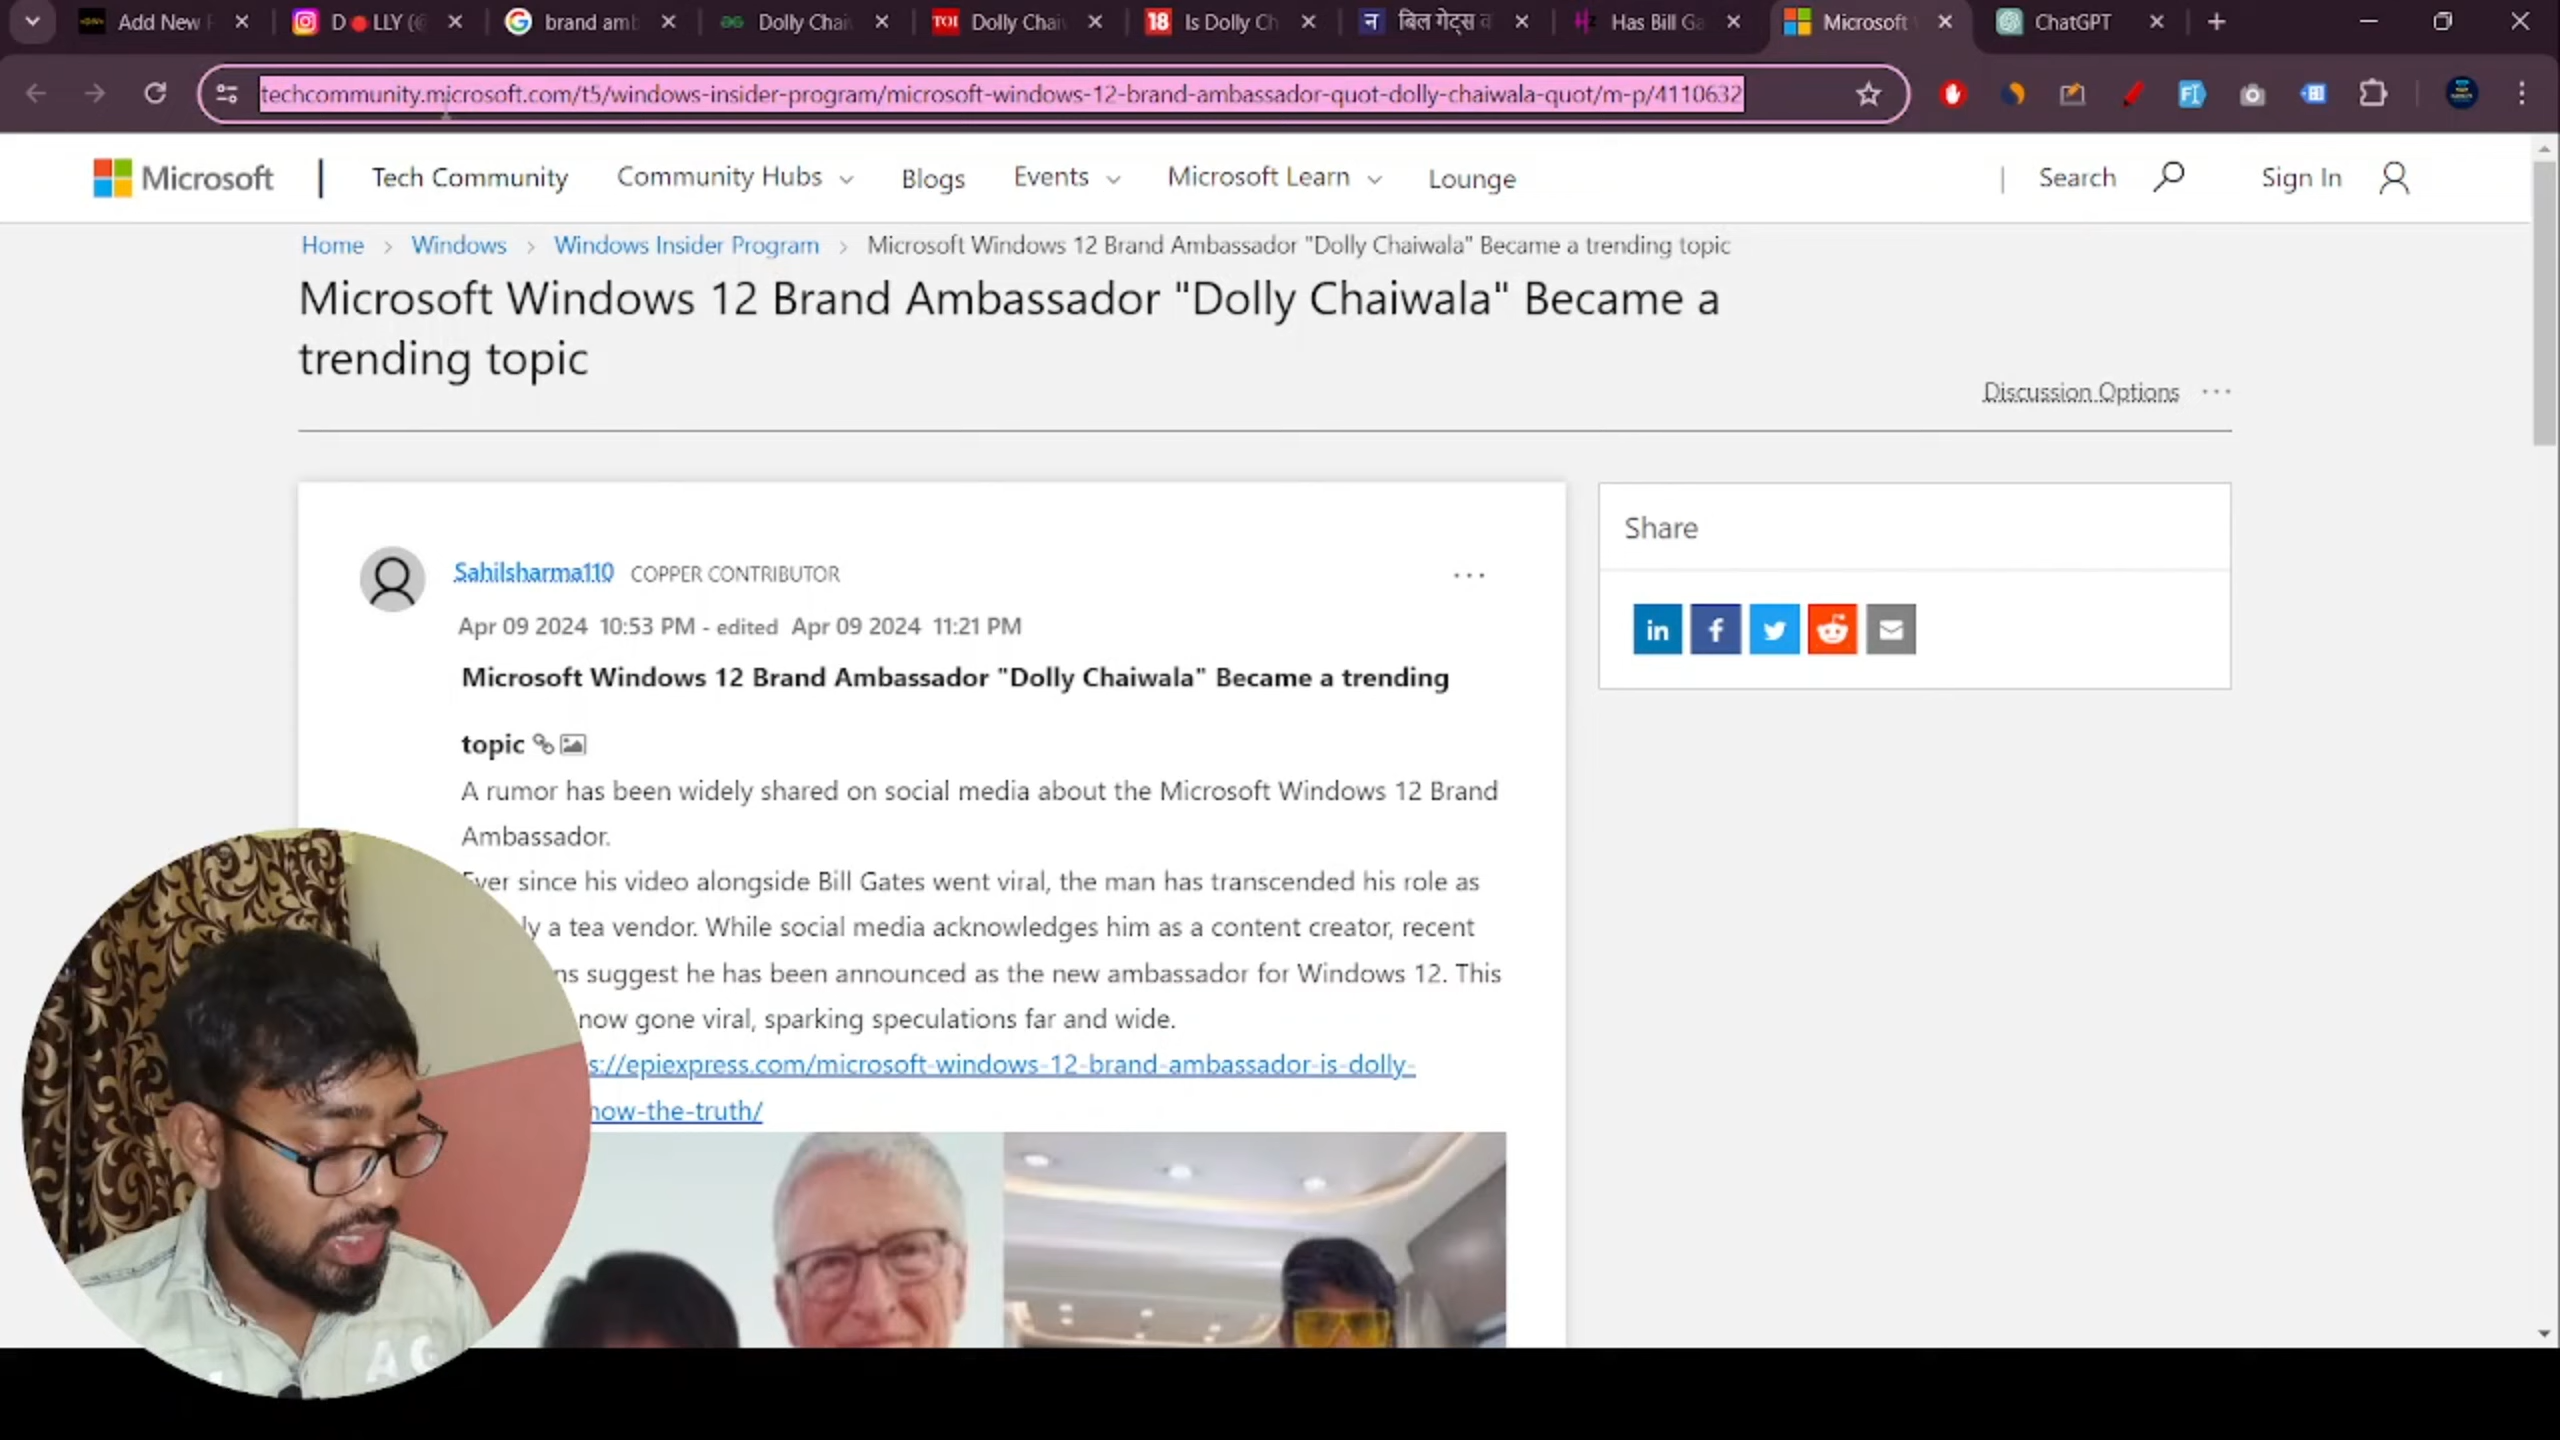 Add New
D LLY (
brand amb
Dolly Chai
TOI Dolly Chai
18 Is Dolly Ch
न बिल गेट्स व
Has Bill Ga
Microsoft
ChatGPT
techcommunity.microsoft.com/t5/windows-insider-program/microsoft-windows-12-brand-ambassador-quot-dolly-chaiwala-quot/m-p/4110632
Microsoft | Tech Community Community Hubs Blogs Events Microsoft Learn Lounge | Search Sign In
Home > Windows > Windows Insider Program > Microsoft Windows 12 Brand Ambassador "Dolly Chaiwala" Became a trending topic
Microsoft Windows 12 Brand Ambassador "Dolly Chaiwala" Became a
trending topic
Discussion Options ...
Share
in f
Sahilsharma110 COPPER CONTRIBUTOR ...
Apr 09 2024 10:53 PM - edited Apr 09 2024 11:21 PM
Microsoft Windows 12 Brand Ambassador "Dolly Chaiwala" Became a trending
topic
A rumor has been widely shared on social media about the Microsoft Windows 12 Brand
Ambassador.
Ever since his video alongside Bill Gates went viral, the man has transcended his role as
ly a tea vendor. While social media acknowledges him as a content creator, recent
ns suggest he has been announced as the new ambassador for Windows 12. This
now gone viral, sparking speculations far and wide.
s://epiexpress.com/microsoft-windows-12-brand-ambassador-is-dolly-
now-the-truth/
AG